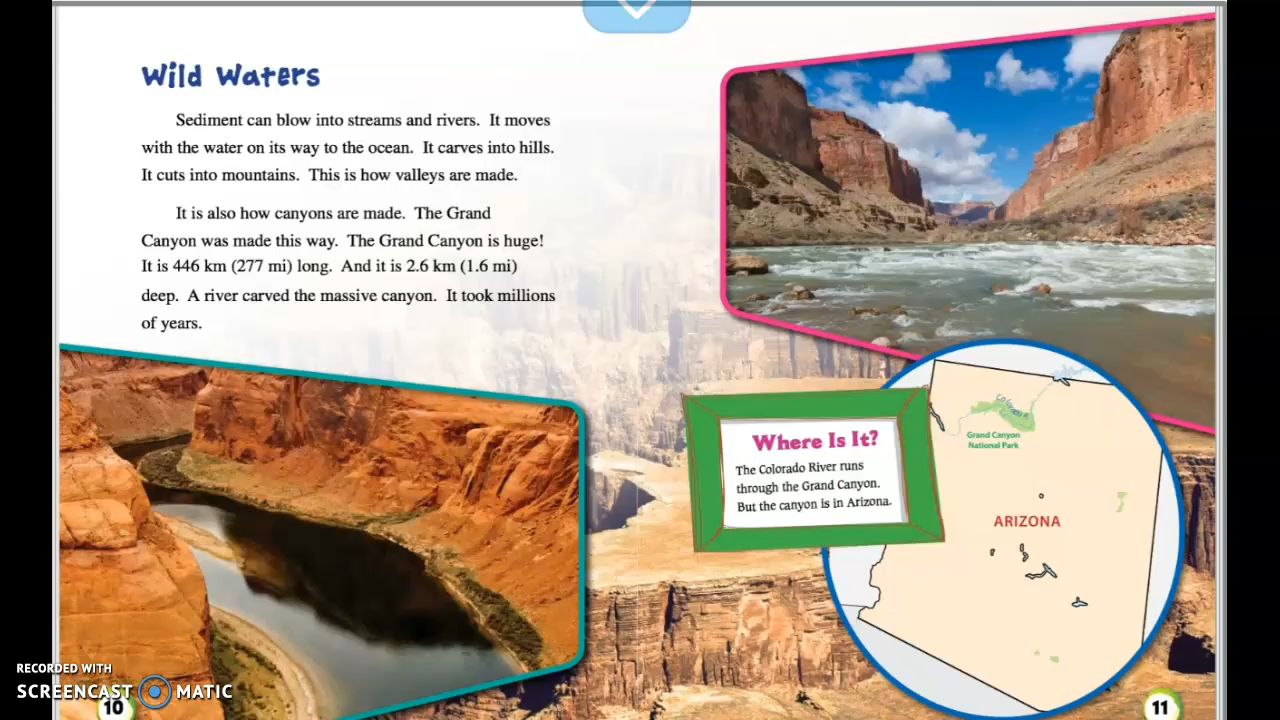 Wild Waters
Sediment can blow into streams and rivers. It moves
with the water on its way to the ocean. It carves into hills.
It cuts into mountains. This is how valleys are made.
It is also how canyons are made. The Grand
Canyon was made this way. The Grand Canyon is huge!
It is 446 km (277 mi) long. And it is 2.6 km (1.6 mi)
deep. A river carved the massive canyon. It took millions
of years.
Where Is It?
The Colorado River runs
through the Grand Canyon.
But the canyon is in Arizona.
Colorado
Grand Canyon
National Park
ARIZONA
RECORDED WITH
SCREENCAST MATIC
10
11